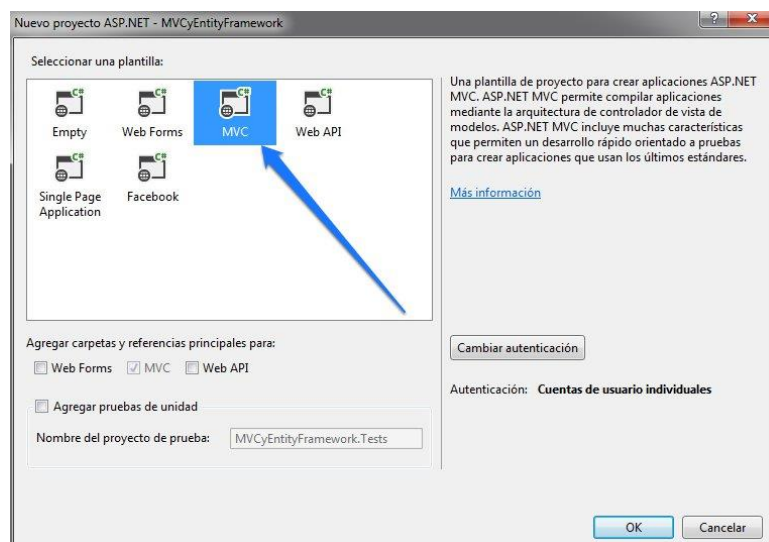 Nuevo proyecto ASP.NET - MVCyEntityFramework
Seleccionar una plantilla:
C#
Empty
C#
Web Forms
C#
MVC
C#
Web API
C#
Single Page
Application
C#
Facebook
Una plantilla de proyecto para crear aplicaciones ASP.NET
MVC. ASP.NET MVC permite compilar aplicaciones
mediante la arquitectura de controlador de vista de
modelos. ASP.NET MVC incluye muchas características
que permiten un desarrollo rápido orientado a pruebas
para crear aplicaciones que usan los últimos estándares.
Más información
Agregar carpetas y referencias principales para:
Web Forms MVC Web API
Agregar pruebas de unidad
Nombre del proyecto de prueba: MVCyEntityFramework.Tests
Cambiar autenticación
Autenticación: Cuentas de usuario individuales
OK Cancelar